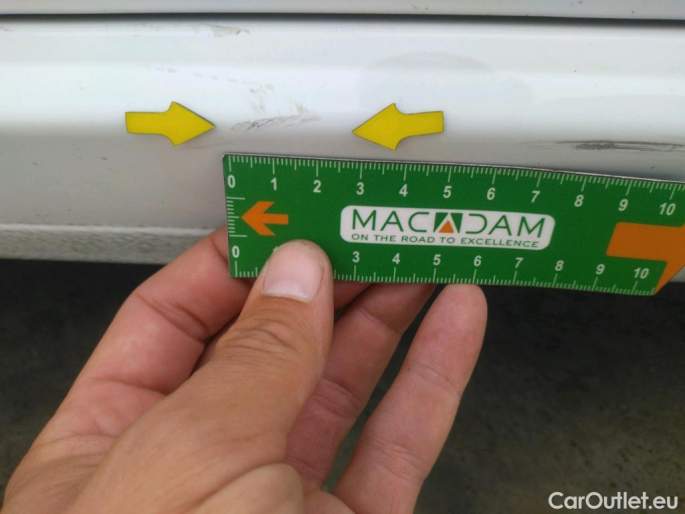 0 1 2 3 4 5 6 7 8 9 10
MACADAM
ON THE ROAD TO EXCELLENCE
0 3 4 5 6 7 8 9 10
CarOutlet.eu